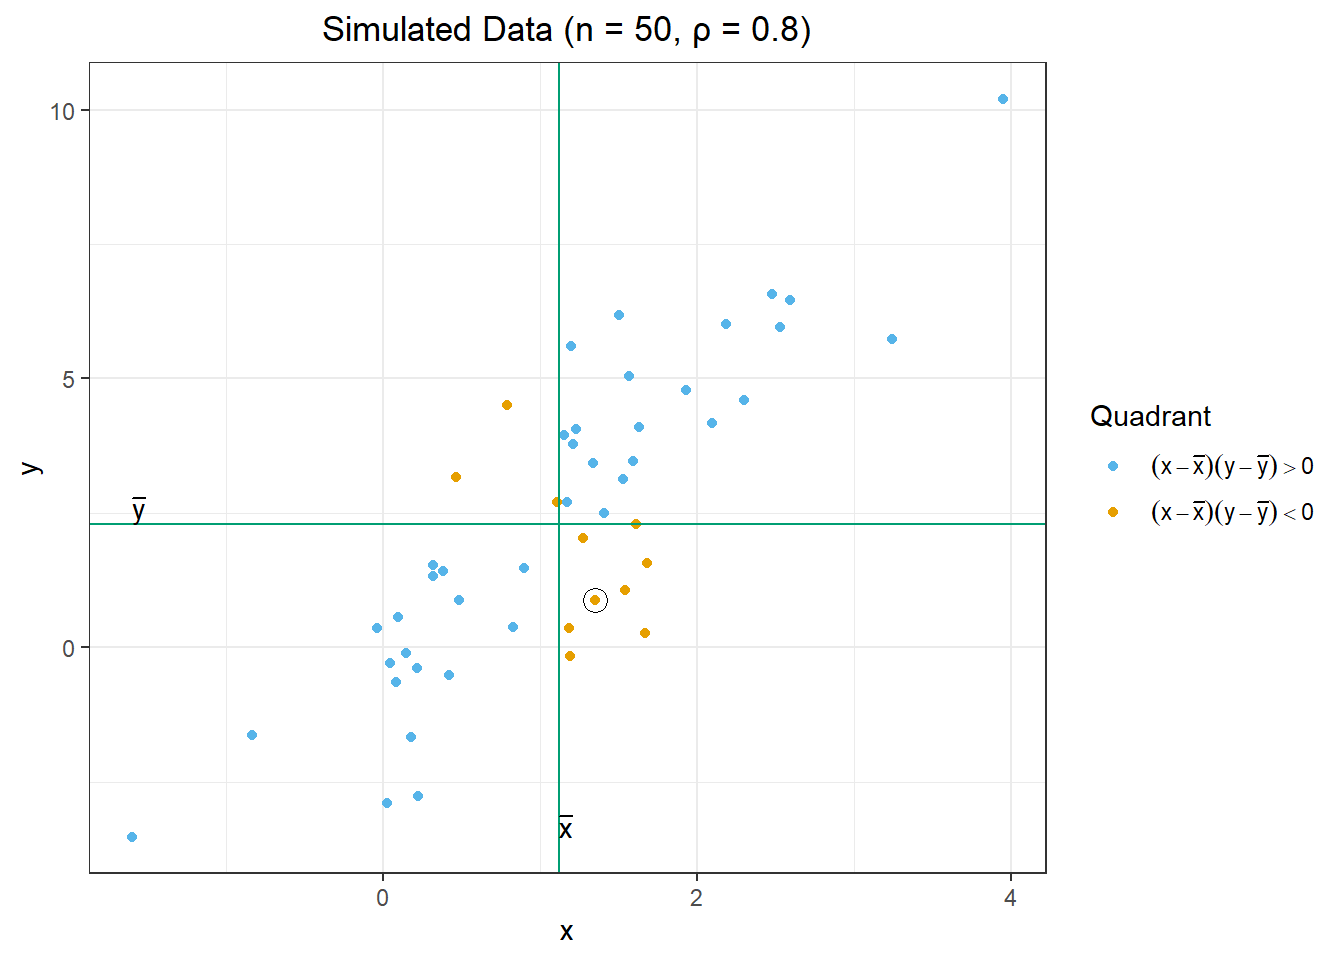 Simulated Data (n = 50, ρ = 0.8)
10
5
0
y
y̅
x̅
0
2
4
x
Quadrant
(x − x̅)(y − y̅) > 0
(x − x̅)(y − y̅) < 0